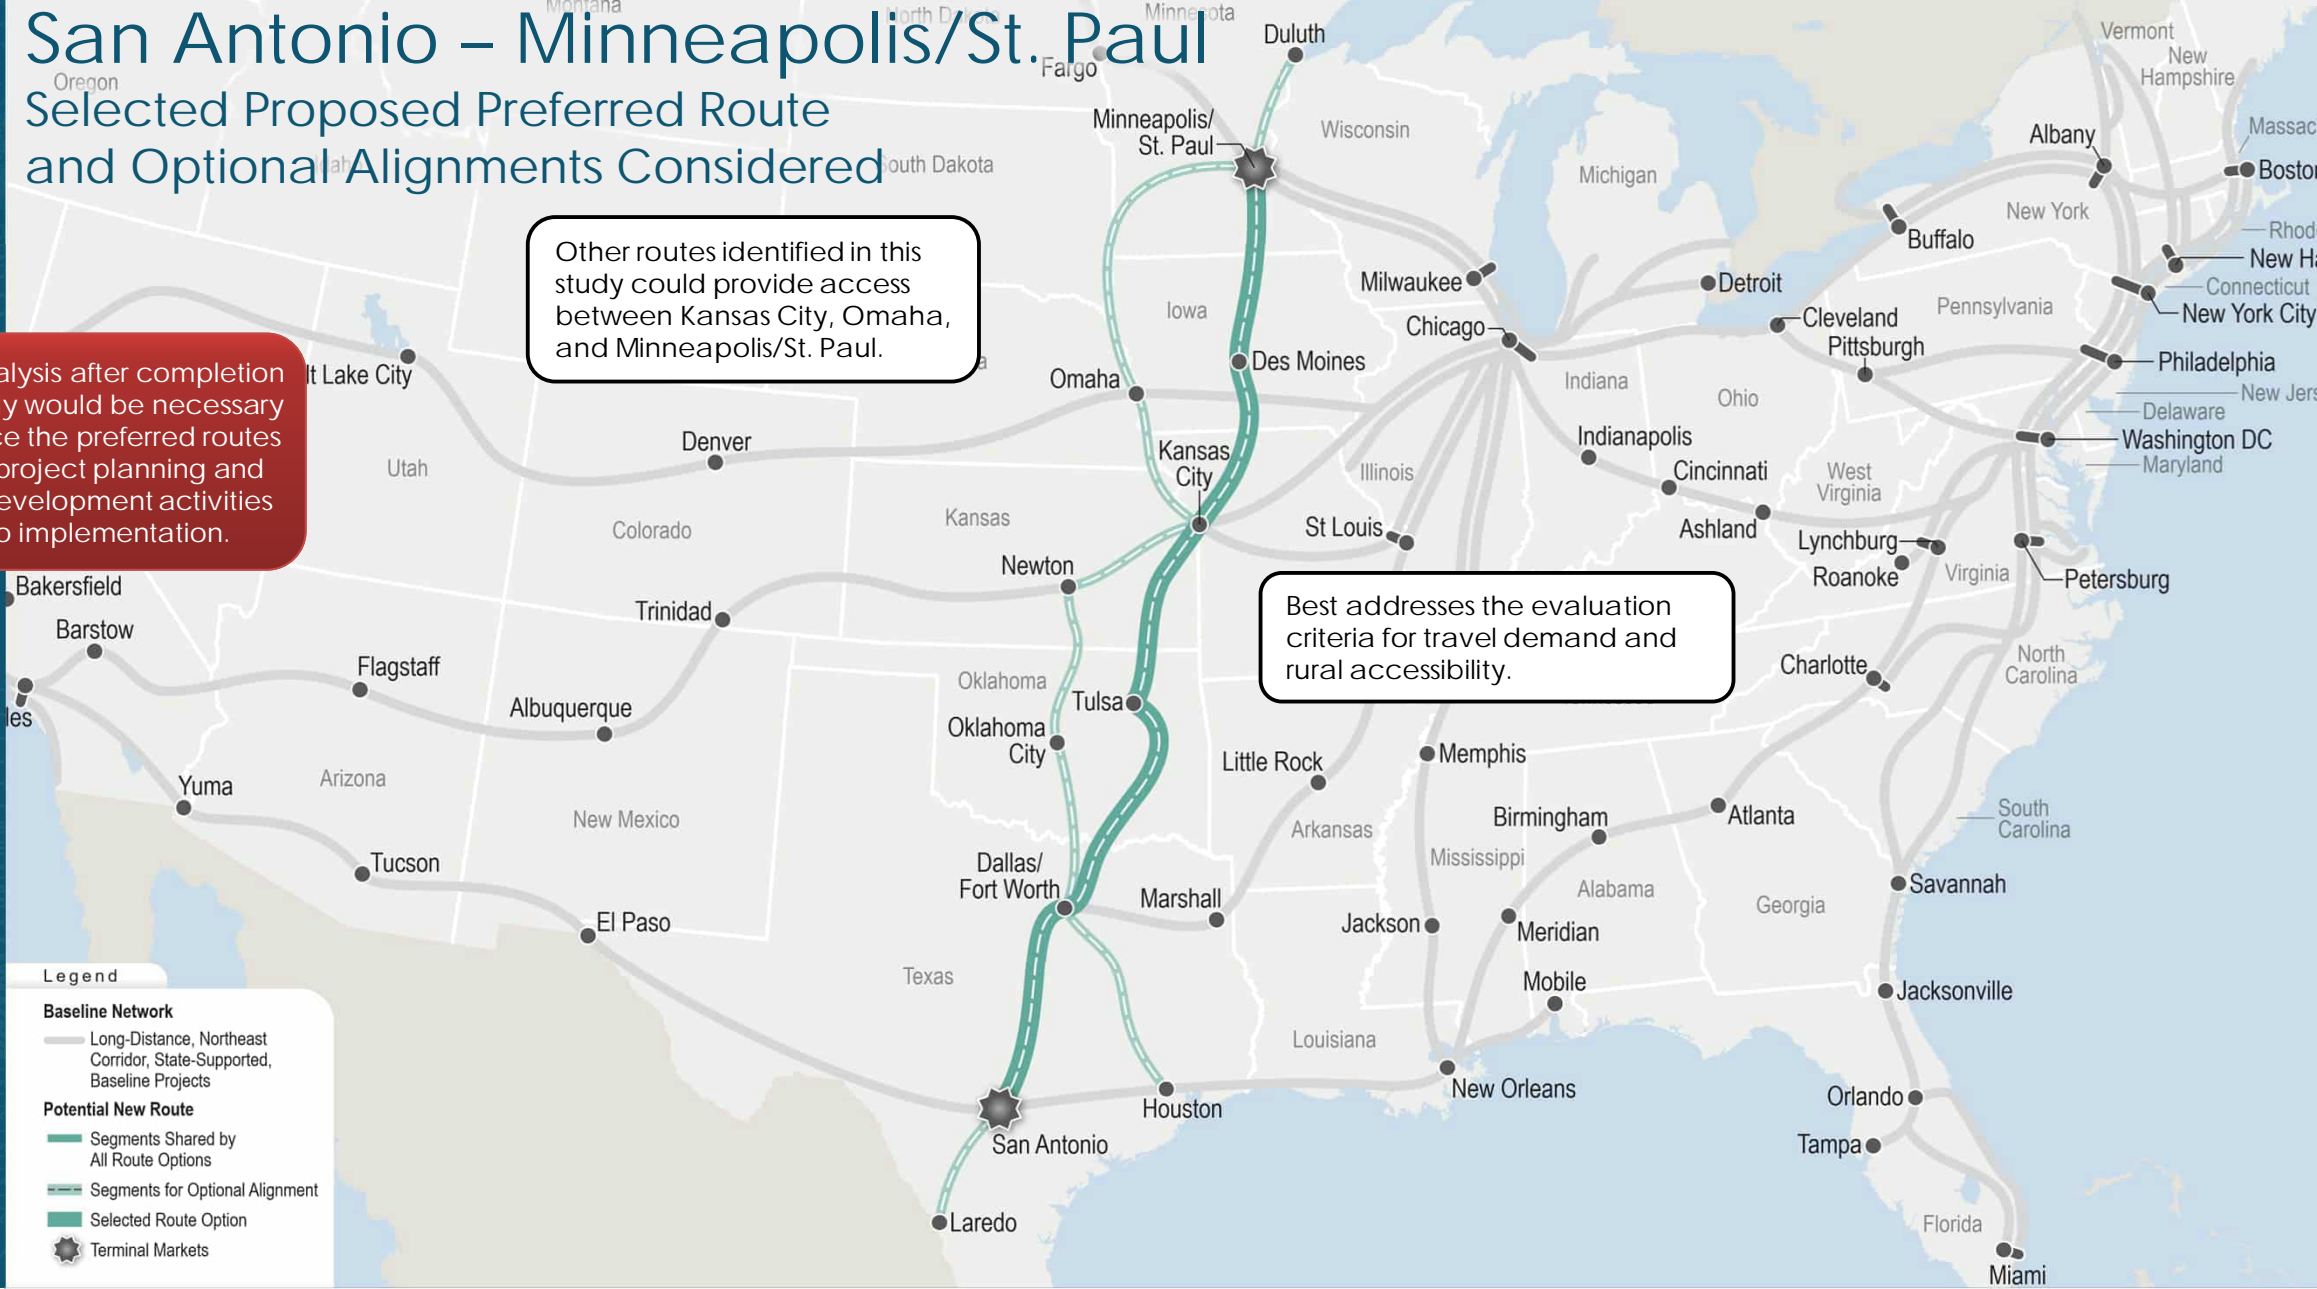 San Antonio – Minneapolis/St. Paul
Selected Proposed Preferred Route
and Optional Alignments Considered
Montana
North Dakota
Minnesota
Oregon
Idaho
South Dakota
Fargo
Duluth
Minneapolis/
St. Paul
Wisconsin
Michigan
Vermont
New
Hampshire
Albany
Boston
New York
Buffalo
Other routes identified in this
study could provide access
between Kansas City, Omaha,
and Minneapolis/St. Paul.
Iowa
Milwaukee
Detroit
Chicago
Cleveland
Pittsburgh
Pennsylvania
Connecticut
New York City
Philadelphia
Delaware
Washington DC
Maryland
after completion
would be necessary
the preferred routes
project planning and
implementation.
Lake City
Des Moines
Omaha
Denver
Utah
Colorado
Kansas
Kansas
City
Illinois
Indiana
Ohio
Indianapolis
Cincinnati
West
Virginia
Ashland
Lynchburg
Roanoke
Virginia
Petersburg
St Louis
Newton
Trinidad
Best addresses the evaluation
criteria for travel demand and
rural accessibility.
Bakersfield
Barstow
Flagstaff
Albuquerque
Oklahoma
Tulsa
Oklahoma
City
Charlotte
North
Carolina
Yuma
Arizona
New Mexico
Tucson
El Paso
Little Rock
Memphis
Arkansas
Mississippi
Birmingham
Atlanta
South
Carolina
Dallas/
Fort Worth
Marshall
Jackson
Meridian
Alabama
Georgia
Savannah
Texas
Louisiana
Mobile
Jacksonville
New Orleans
Houston
San Antonio
Laredo
Orlando
Tampa
Florida
Miami
Legend
Baseline Network
Long-Distance, Northeast
Corridor, State-Supported,
Baseline Projects
Potential New Route
Segments Shared by
All Route Options
Segments for Optional Alignment
Selected Route Option
Terminal Markets